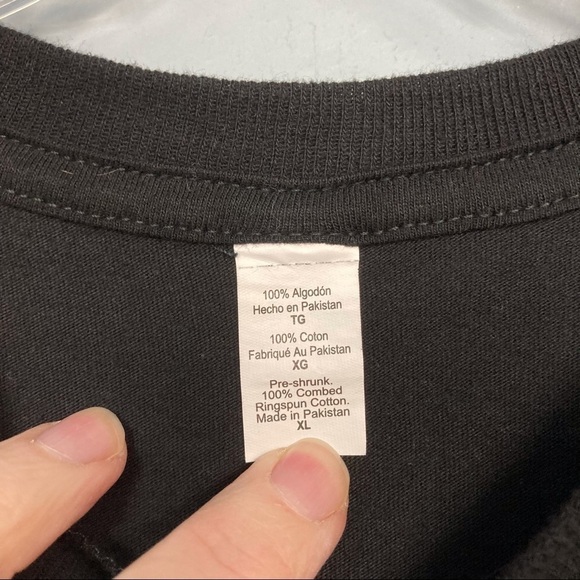 100% Algodón
Hecho en Pakistan
TG
100% Coton
Fabriqué Au Pakistan
XG
Pre-shrunk.
100% Combed
Ringspun Cotton.
Made in Pakistan
XL